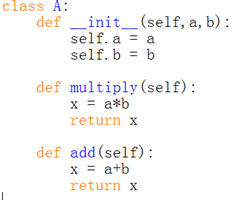 class A:
    def __init__(self,a,b):
        self.a = a
        self.b = b

    def multiply(self):
        x = a*b
        return x

    def add(self):
        x = a+b
        return x